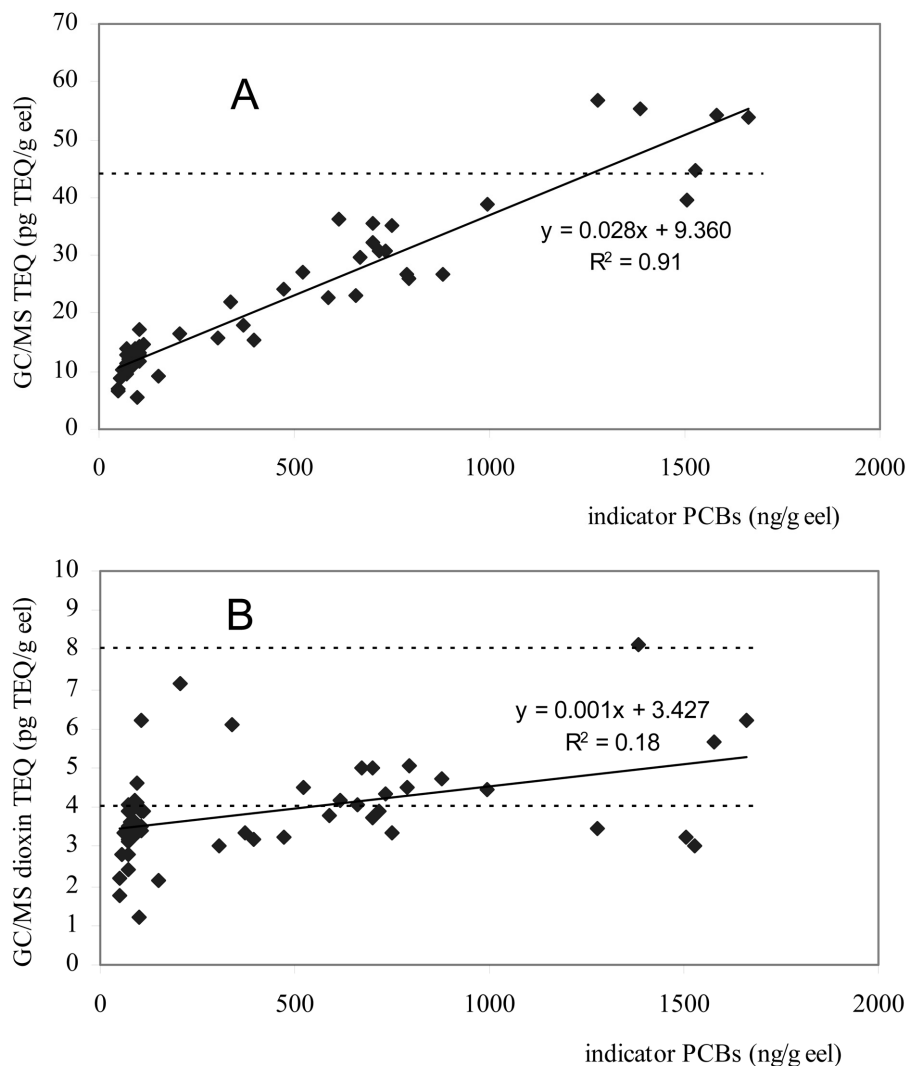 70
60
50
40
30
20
10
0
GC/MS TEQ (pg TEQ/g eel)
A
y = 0.028x + 9.360
R² = 0.91
0 500 1000 1500 2000
indicator PCBs (ng/g eel)
10
9
8
7
6
5
4
3
2
1
0
GC/MS dioxin TEQ (pg TEQ/g eel)
B
y = 0.001x + 3.427
R² = 0.18
0 500 1000 1500 2000
indicator PCBs (ng/g eel)